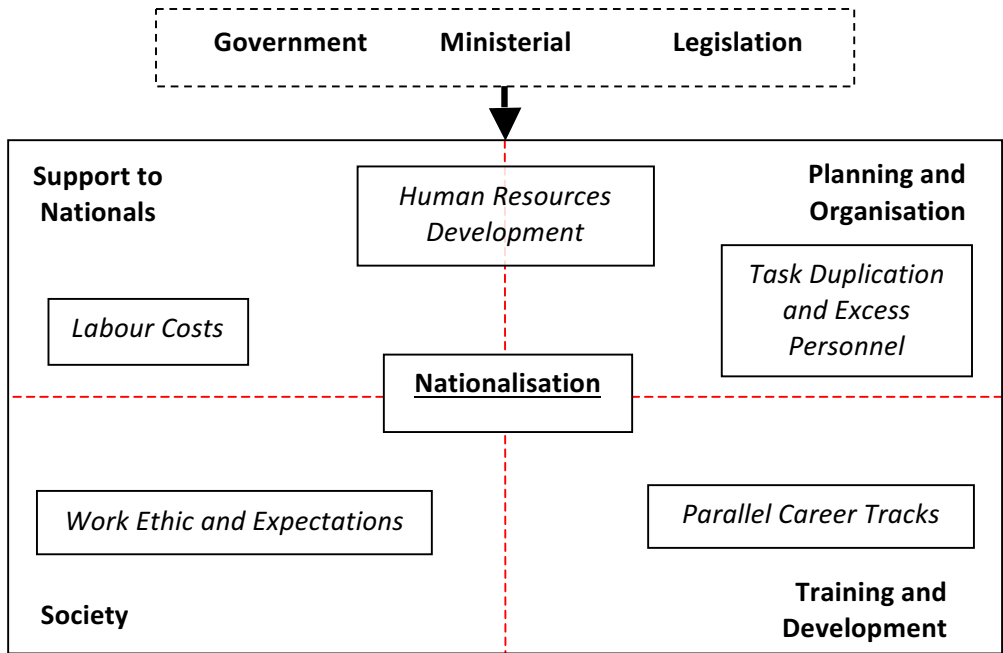 Government Ministerial Legislation
Support to
Nationals
Human Resources
Development
Planning and
Organisation
Labour Costs
Task Duplication
and Excess
Personnel
Nationalisation
Work Ethic and Expectations
Parallel Career Tracks
Society
Training and
Development